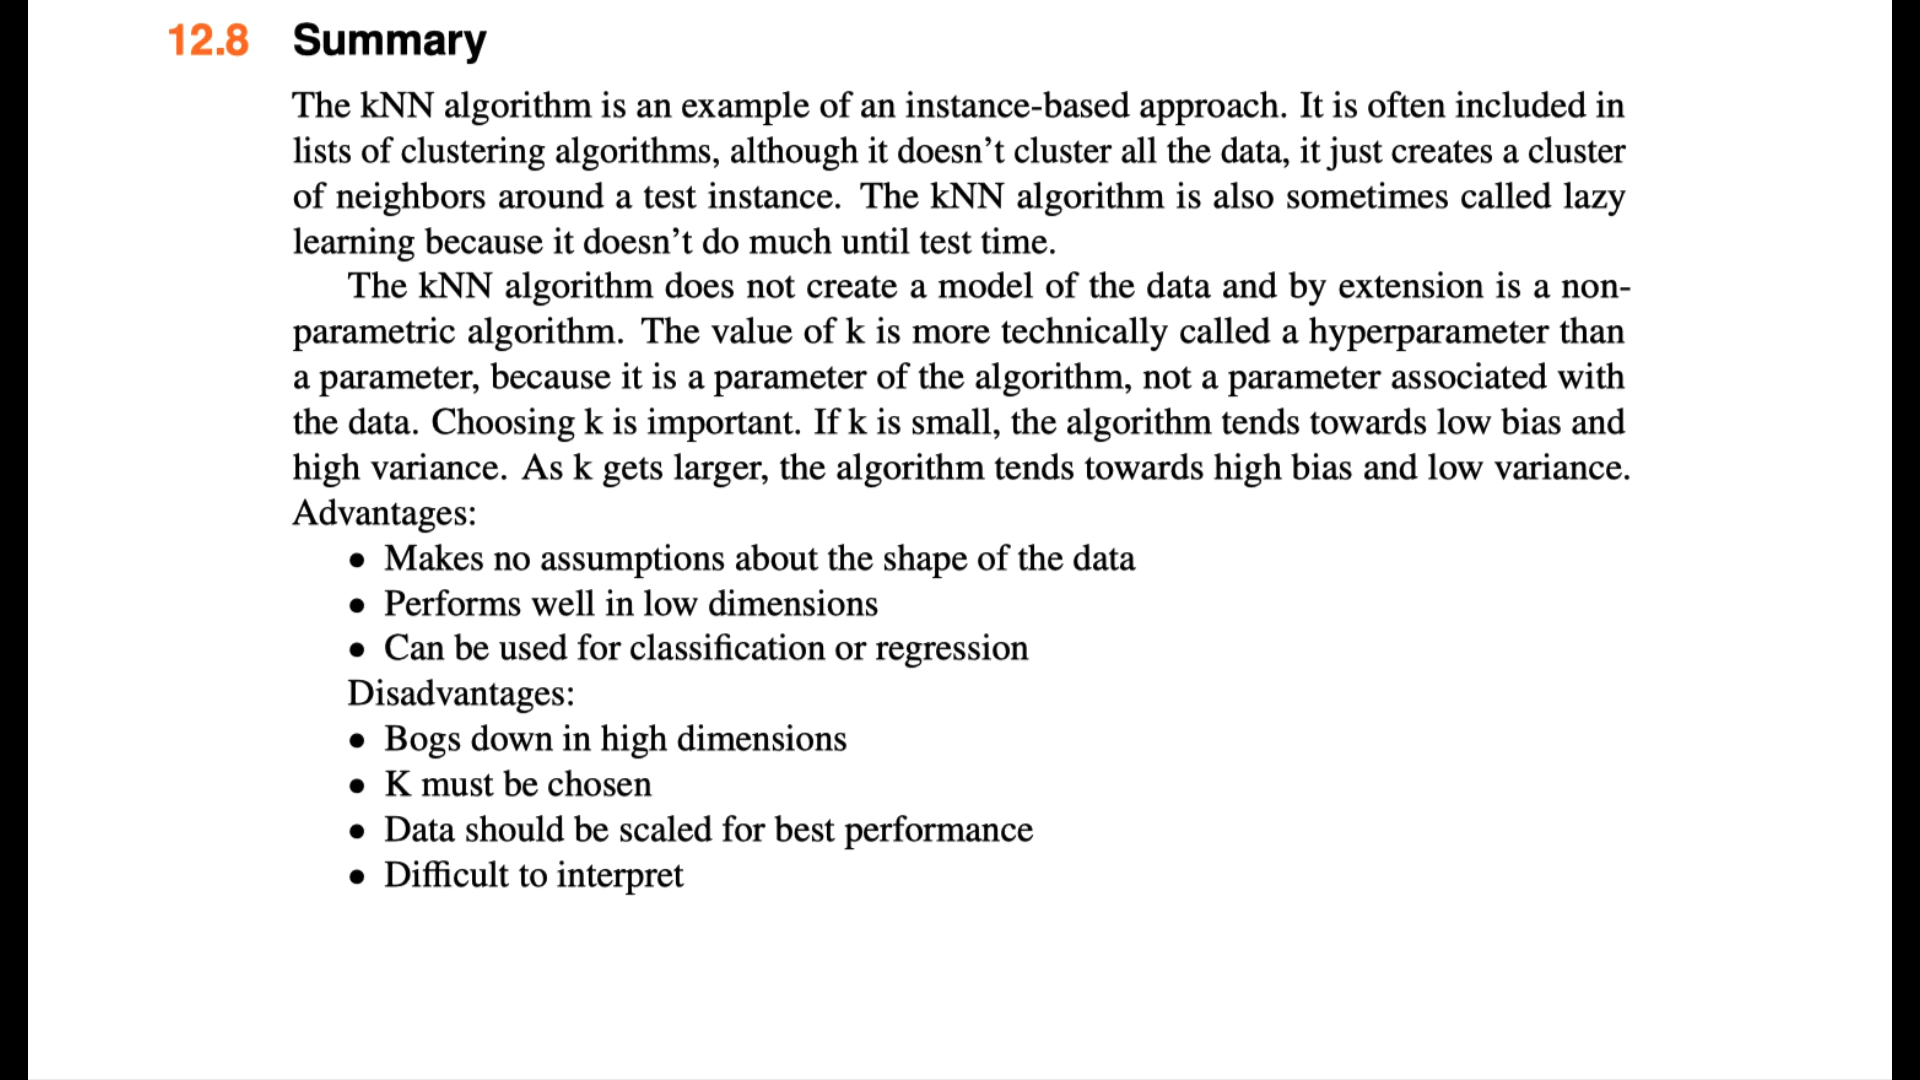 12.8 Summary
The kNN algorithm is an example of an instance-based approach. It is often included in
lists of clustering algorithms, although it doesn’t cluster all the data, it just creates a cluster
of neighbors around a test instance. The kNN algorithm is also sometimes called lazy
learning because it doesn’t do much until test time.
The kNN algorithm does not create a model of the data and by extension is a non-
parametric algorithm. The value of k is more technically called a hyperparameter than
a parameter, because it is a parameter of the algorithm, not a parameter associated with
the data. Choosing k is important. If k is small, the algorithm tends towards low bias and
high variance. As k gets larger, the algorithm tends towards high bias and low variance.
Advantages:
• Makes no assumptions about the shape of the data
• Performs well in low dimensions
• Can be used for classification or regression
Disadvantages:
• Bogs down in high dimensions
• K must be chosen
• Data should be scaled for best performance
• Difficult to interpret